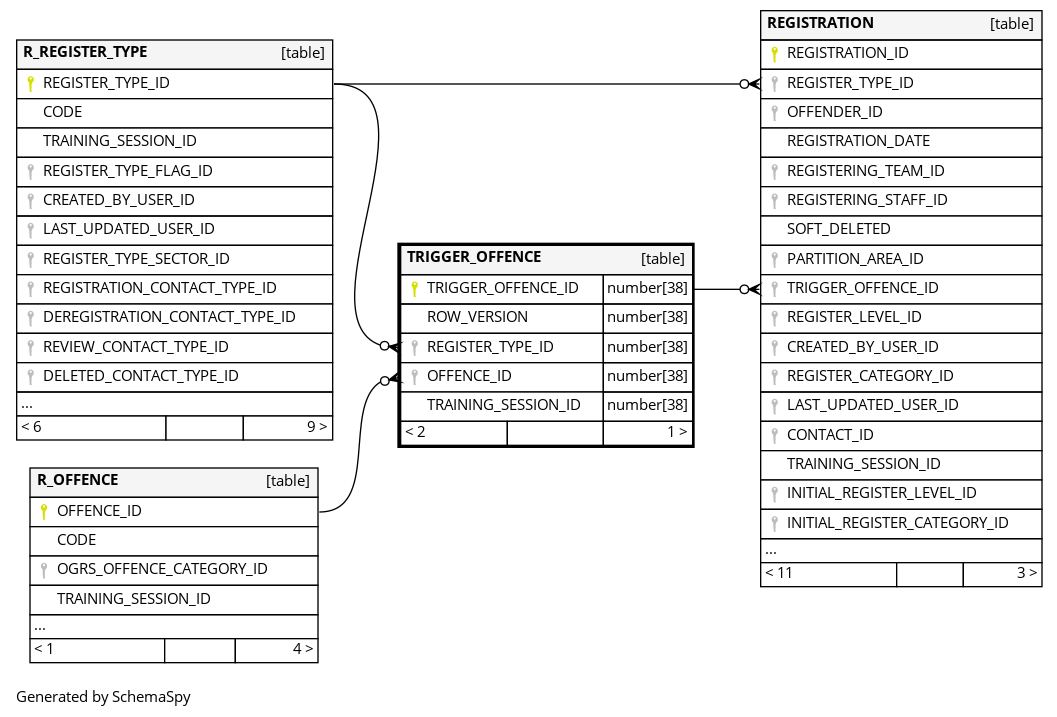 R_REGISTER_TYPE [table]
REGISTER_TYPE_ID
CODE
TRAINING_SESSION_ID
REGISTER_TYPE_FLAG_ID
CREATED_BY_USER_ID
LAST_UPDATED_USER_ID
REGISTER_TYPE_SECTOR_ID
REGISTRATION_CONTACT_TYPE_ID
DEREGISTRATION_CONTACT_TYPE_ID
REVIEW_CONTACT_TYPE_ID
DELETED_CONTACT_TYPE_ID
...
< 6 9 >
R_OFFENCE [table]
OFFENCE_ID
CODE
OGRS_OFFENCE_CATEGORY_ID
TRAINING_SESSION_ID
...
< 1 4 >
TRIGGER_OFFENCE [table]
TRIGGER_OFFENCE_ID number[38]
ROW_VERSION number[38]
REGISTER_TYPE_ID number[38]
OFFENCE_ID number[38]
TRAINING_SESSION_ID number[38]
< 2 1 >
REGISTRATION [table]
REGISTRATION_ID
REGISTER_TYPE_ID
OFFENDER_ID
REGISTRATION_DATE
REGISTERING_TEAM_ID
REGISTERING_STAFF_ID
SOFT_DELETED
PARTITION_AREA_ID
TRIGGER_OFFENCE_ID
REGISTER_LEVEL_ID
CREATED_BY_USER_ID
REGISTER_CATEGORY_ID
LAST_UPDATED_USER_ID
CONTACT_ID
TRAINING_SESSION_ID
INITIAL_REGISTER_LEVEL_ID
INITIAL_REGISTER_CATEGORY_ID
...
< 11 3 >
Generated by SchemaSpy